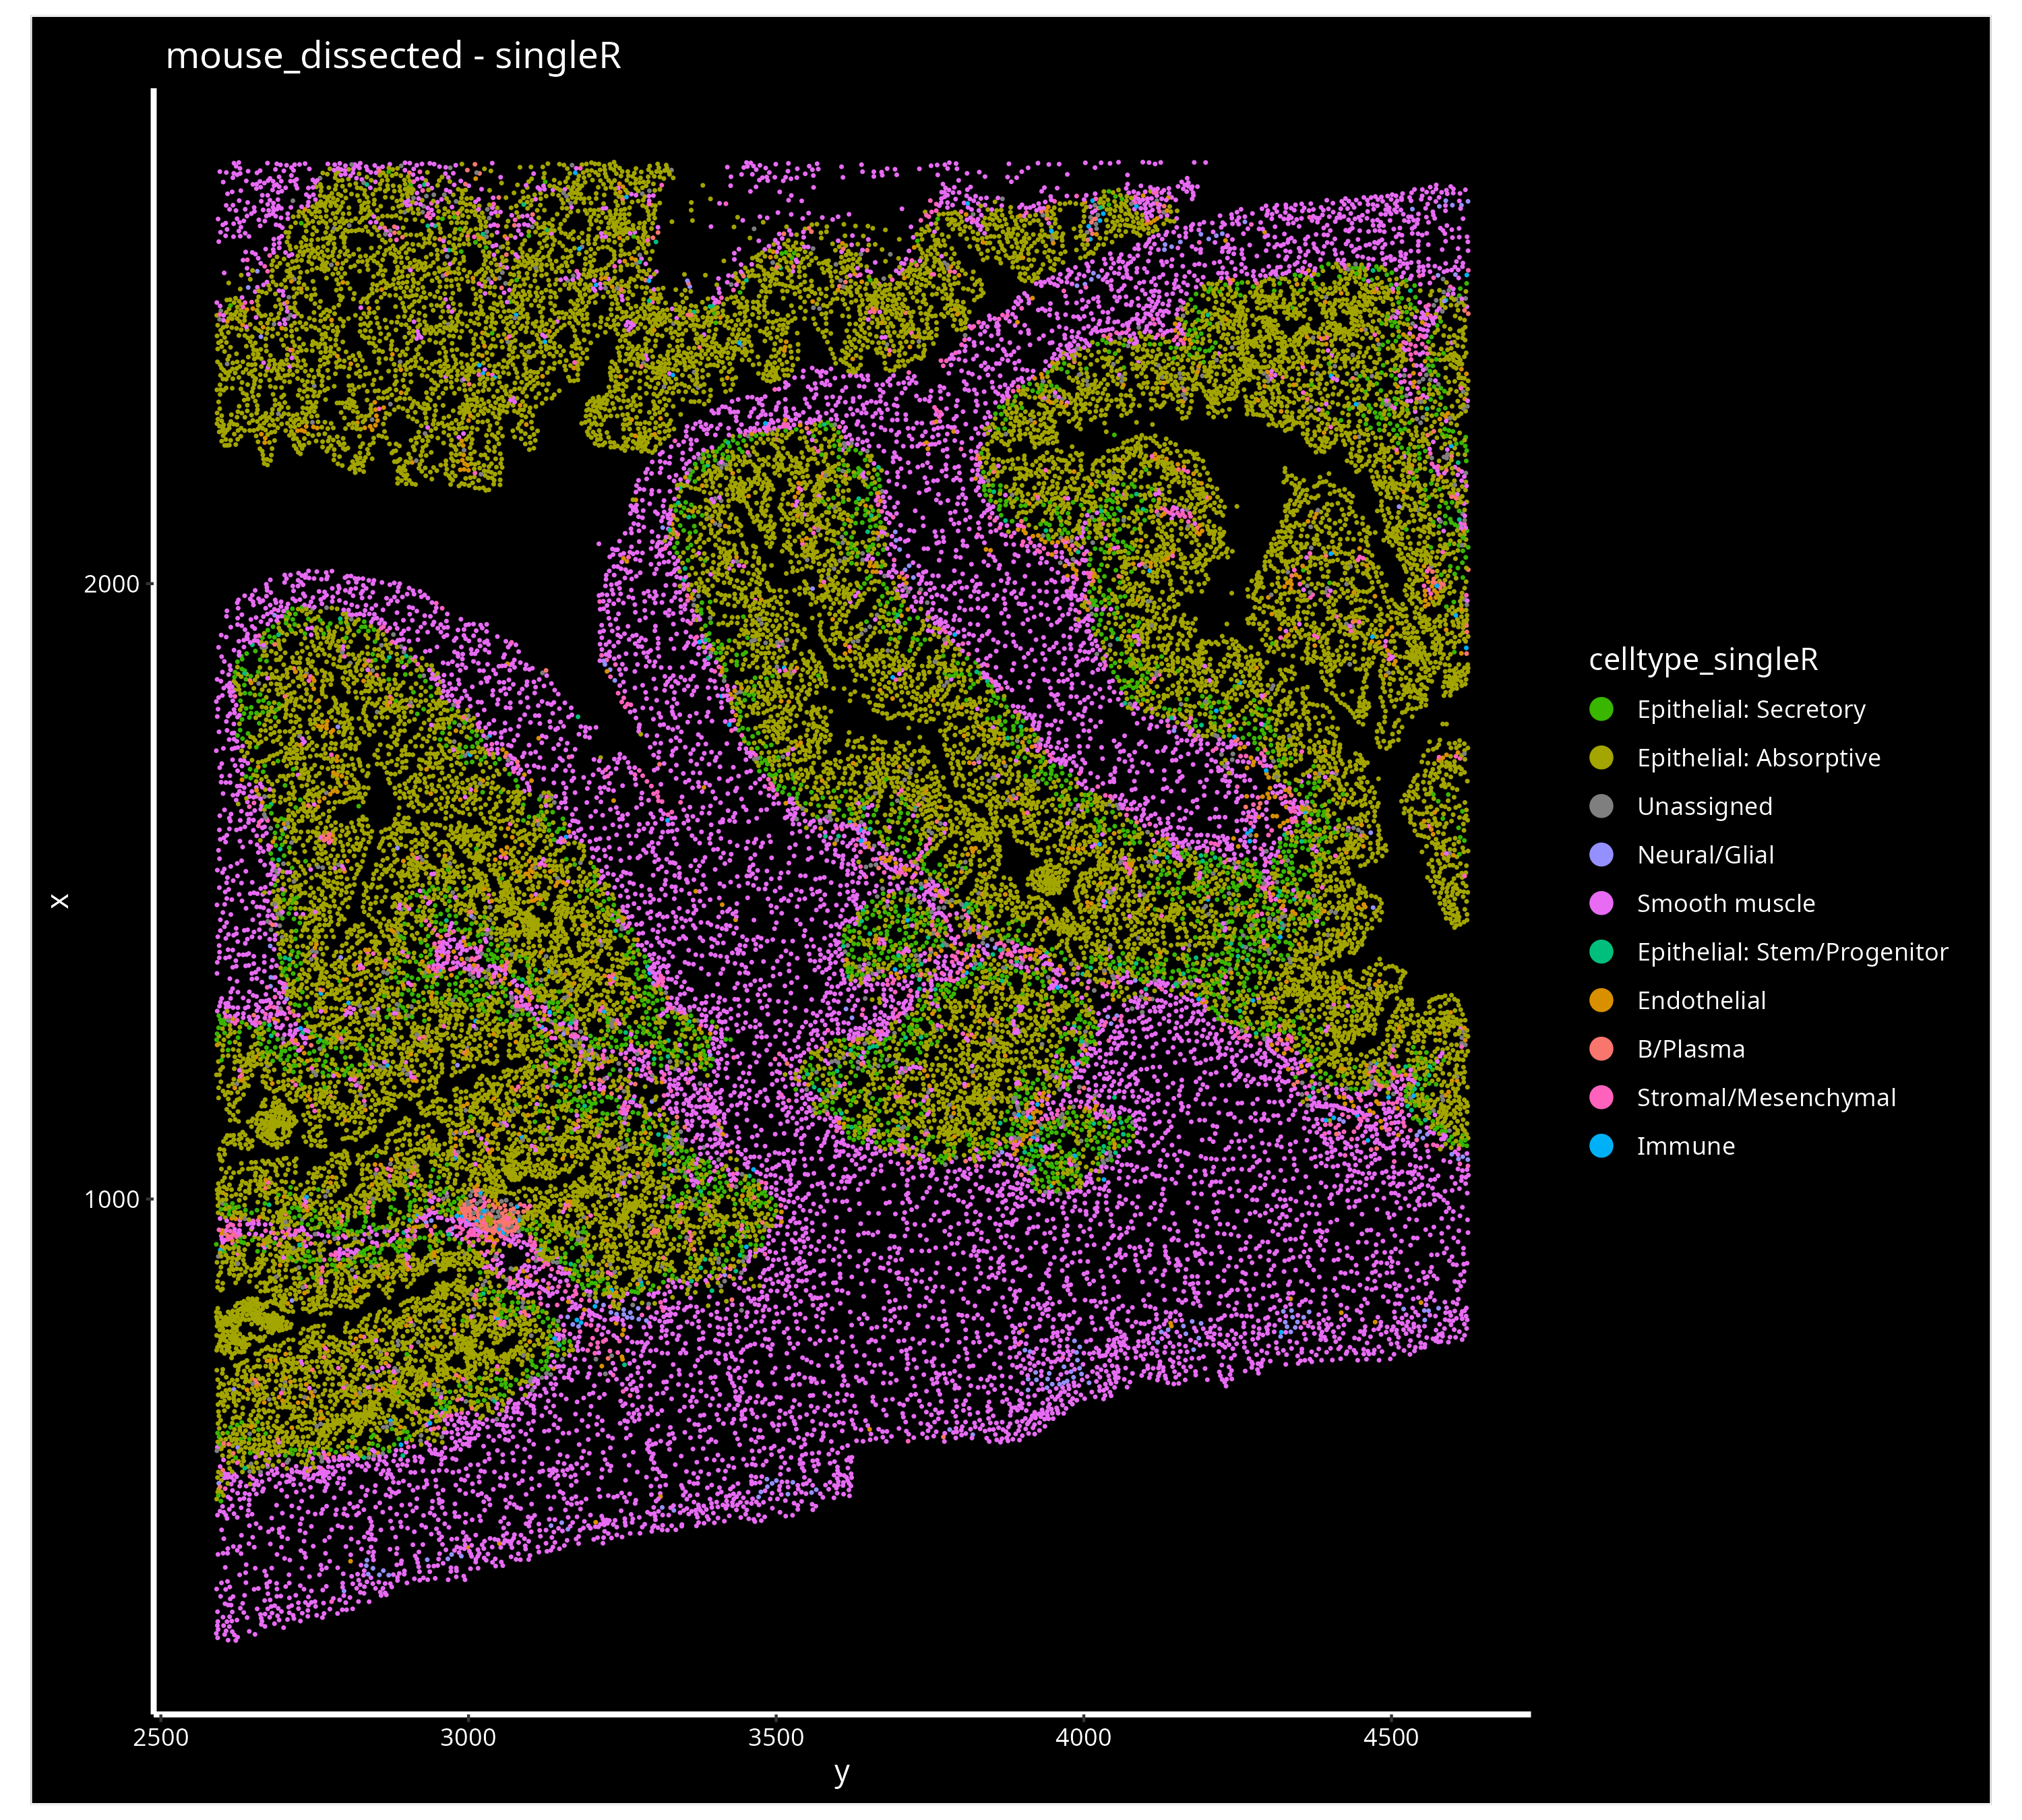 mouse_dissected - singleR
2000
1000
x
2500 3000 3500 4000 4500
y
celltype_singleR
Epithelial: Secretory
Epithelial: Absorptive
Unassigned
Neural/Glial
Smooth muscle
Epithelial: Stem/Progenitor
Endothelial
B/Plasma
Stromal/Mesenchymal
Immune